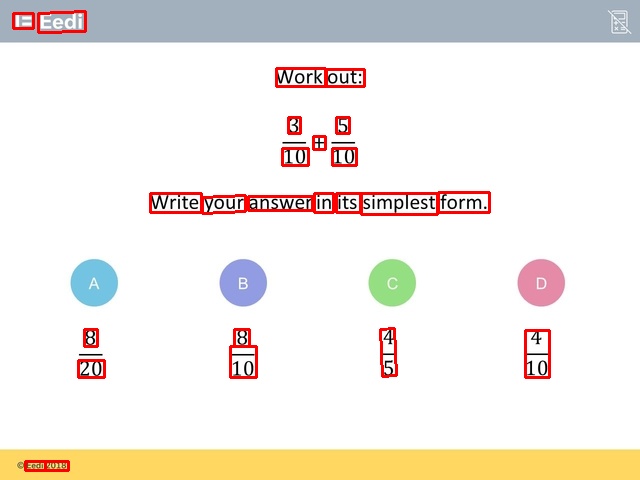 Eedi
Work out:
3/10 + 5/10
Write your answer in its simplest form.
A B C D
8/20 8/10 4/5 4/10
© Eedi 2018